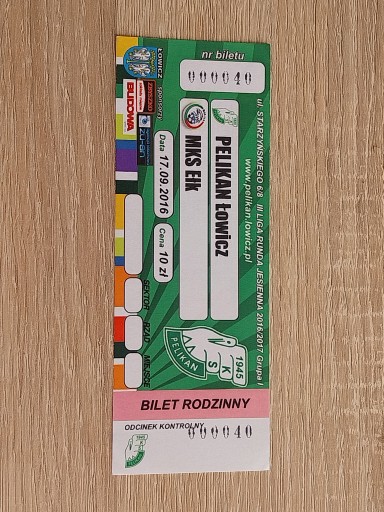 nr biletu
000040
ul. STARZYŃSKIEGO 6/8 III LIGA RUNDA JESIENNA 2016/2017 Grupa I
www.pelikan.lowicz.pl
PELIKAN Łowicz
MKS Ełk
Data 17.09.2016
Cena 10 zł
ŁOWICZ
sponsorzy
BUDOWA
SEKTOR
RZĄD
MIEJSCE
1945
K S
PELIKAN
BILET RODZINNY
ODCINEK KONTROLNY
000040
1945